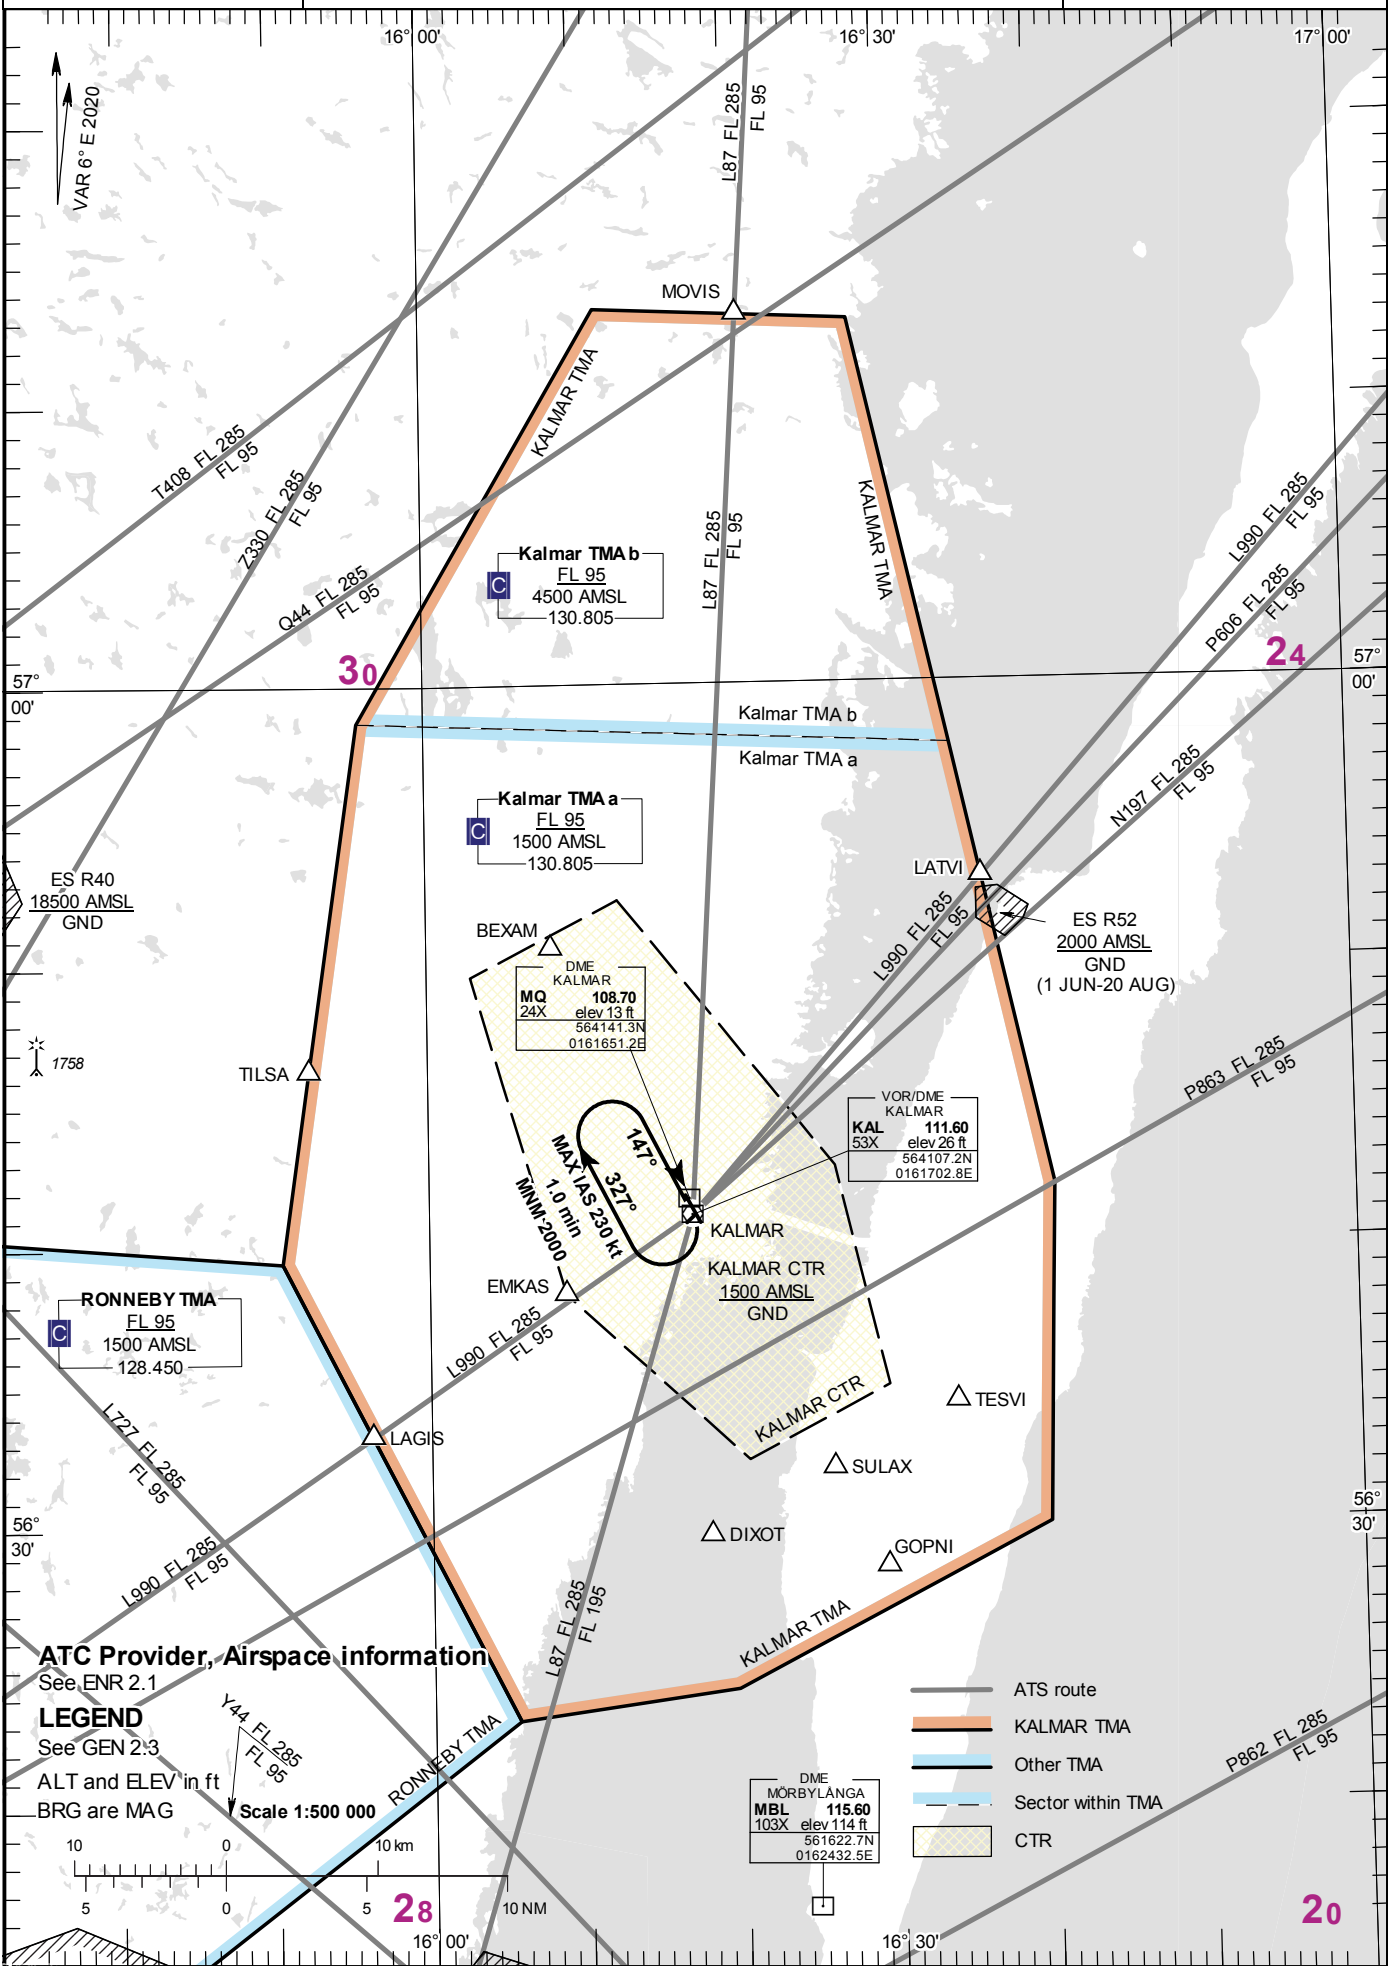 16° 00'
16° 30'
17° 00'
VAR 6° E 2020
L87 FL 285
FL 95
MOVIS
KALMAR TMA
T408 FL 285
FL 95
Z330 FL 285
FL 95
KALMAR TMA
L990 FL 285
FL 95
Kalmar TMA b
FL 95
C
4500 AMSL
130.805
L87 FL 285
FL 95
Q44 FL 285
FL 95
P606 FL 285
FL 95
30
24
57°
00'
57°
00'
Kalmar TMA b
Kalmar TMA a
N197 FL 285
FL 95
Kalmar TMA a
FL 95
C
1500 AMSL
130.805
LATVI
ES R40
18500 AMSL
GND
L990 FL 285
FL 95
ES R52
2000 AMSL
GND
(1 JUN-20 AUG)
BEXAM
DME
KALMAR
MQ 108.70
24X elev 13 ft
564141.3N
0161651.2E
1758
TILSA
P863 FL 285
FL 95
VOR/DME
KALMAR
KAL 111.60
53X elev 26 ft
564107.2N
0161702.8E
147°
327°
MAX IAS 230 kt
1.0 min
MNM 2000
KALMAR
KALMAR CTR
1500 AMSL
GND
EMKAS
RONNEBY TMA
FL 95
C
1500 AMSL
128.450
L990 FL 285
FL 95
TESVI
KALMAR CTR
L727 FL 285
FL 95
LAGIS
SULAX
56°
30'
56°
30'
DIXOT
GOPNI
L990 FL 285
FL 95
L87 FL 285
FL 195
KALMAR TMA
ATC Provider, Airspace information
See ENR 2.1
LEGEND
See GEN 2.3
ALT and ELEV in ft
BRG are MAG
Y44 FL 285
FL 95
RONNEBY TMA
Scale 1:500 000
10 0 10 km
5 0 5 10 NM
ATS route
KALMAR TMA
Other TMA
Sector within TMA
CTR
P862 FL 285
FL 95
DME
MÖRBYLÅNGA
MBL 115.60
103X elev 114 ft
561622.7N
0162432.5E
28
20
16° 00'
16° 30'